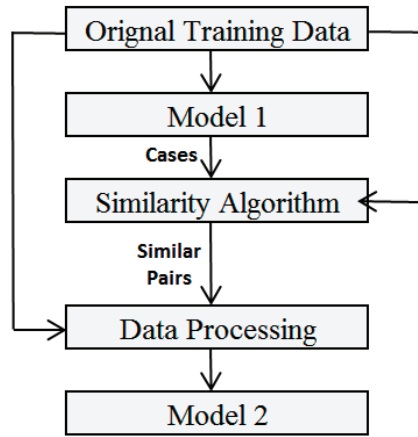 Orignal Training Data
Model 1
Cases
Similarity Algorithm
Similar
Pairs
Data Processing
Model 2